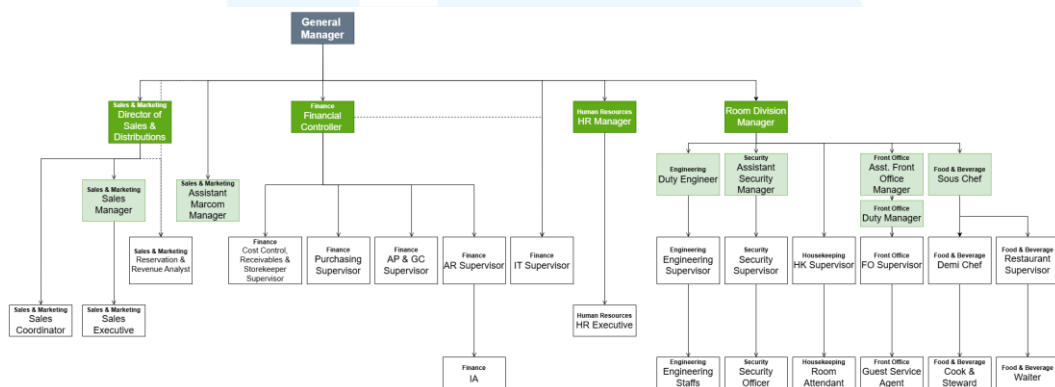 General
Manager
Sales & Marketing
Director of
Sales &
Distributions
Finance
Financial
Controller
Human Resources
HR Manager
Room Division
Manager
Sales & Marketing
Sales
Manager
Sales & Marketing
Assistant
Marcom
Manager
Engineering
Duty Engineer
Security
Assistant
Security
Manager
Front Office
Asst. Front
Office
Manager
Food & Beverage
Sous Chef
Front Office
Duty Manager
Sales & Marketing
Reservation &
Revenue Analyst
Finance
Cost Control,
Receivables &
Storekeeper
Supervisor
Finance
Purchasing
Supervisor
Finance
AP & GC
Supervisor
Finance
AR Supervisor
Finance
IT Supervisor
Engineering
Engineering
Supervisor
Security
Security
Supervisor
Housekeeping
HK Supervisor
Front Office
FO Supervisor
Food & Beverage
Demi Chef
Food & Beverage
Restaurant
Supervisor
Sales & Marketing
Sales
Coordinator
Sales & Marketing
Sales
Executive
Human Resources
HR Executive
Finance
IA
Engineering
Engineering
Staffs
Security
Security
Officer
Housekeeping
Room
Attendant
Front Office
Guest Service
Agent
Food & Beverage
Cook &
Steward
Food & Beverage
Waiter